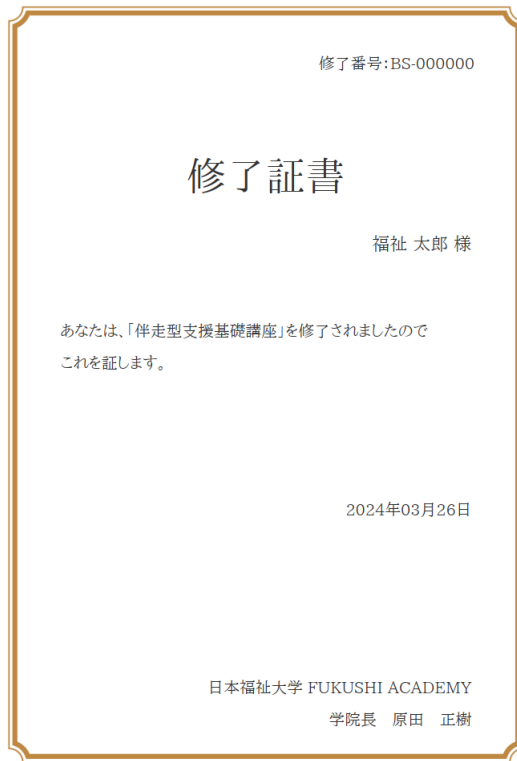 修了番号：BS-000000
修了証書
福祉 太郎 様
あなたは、「伴走型支援基礎講座」を修了されましたので
これを証します。
2024年03月26日
日本福祉大学 FUKUSHI ACADEMY
学院長　原田　正樹